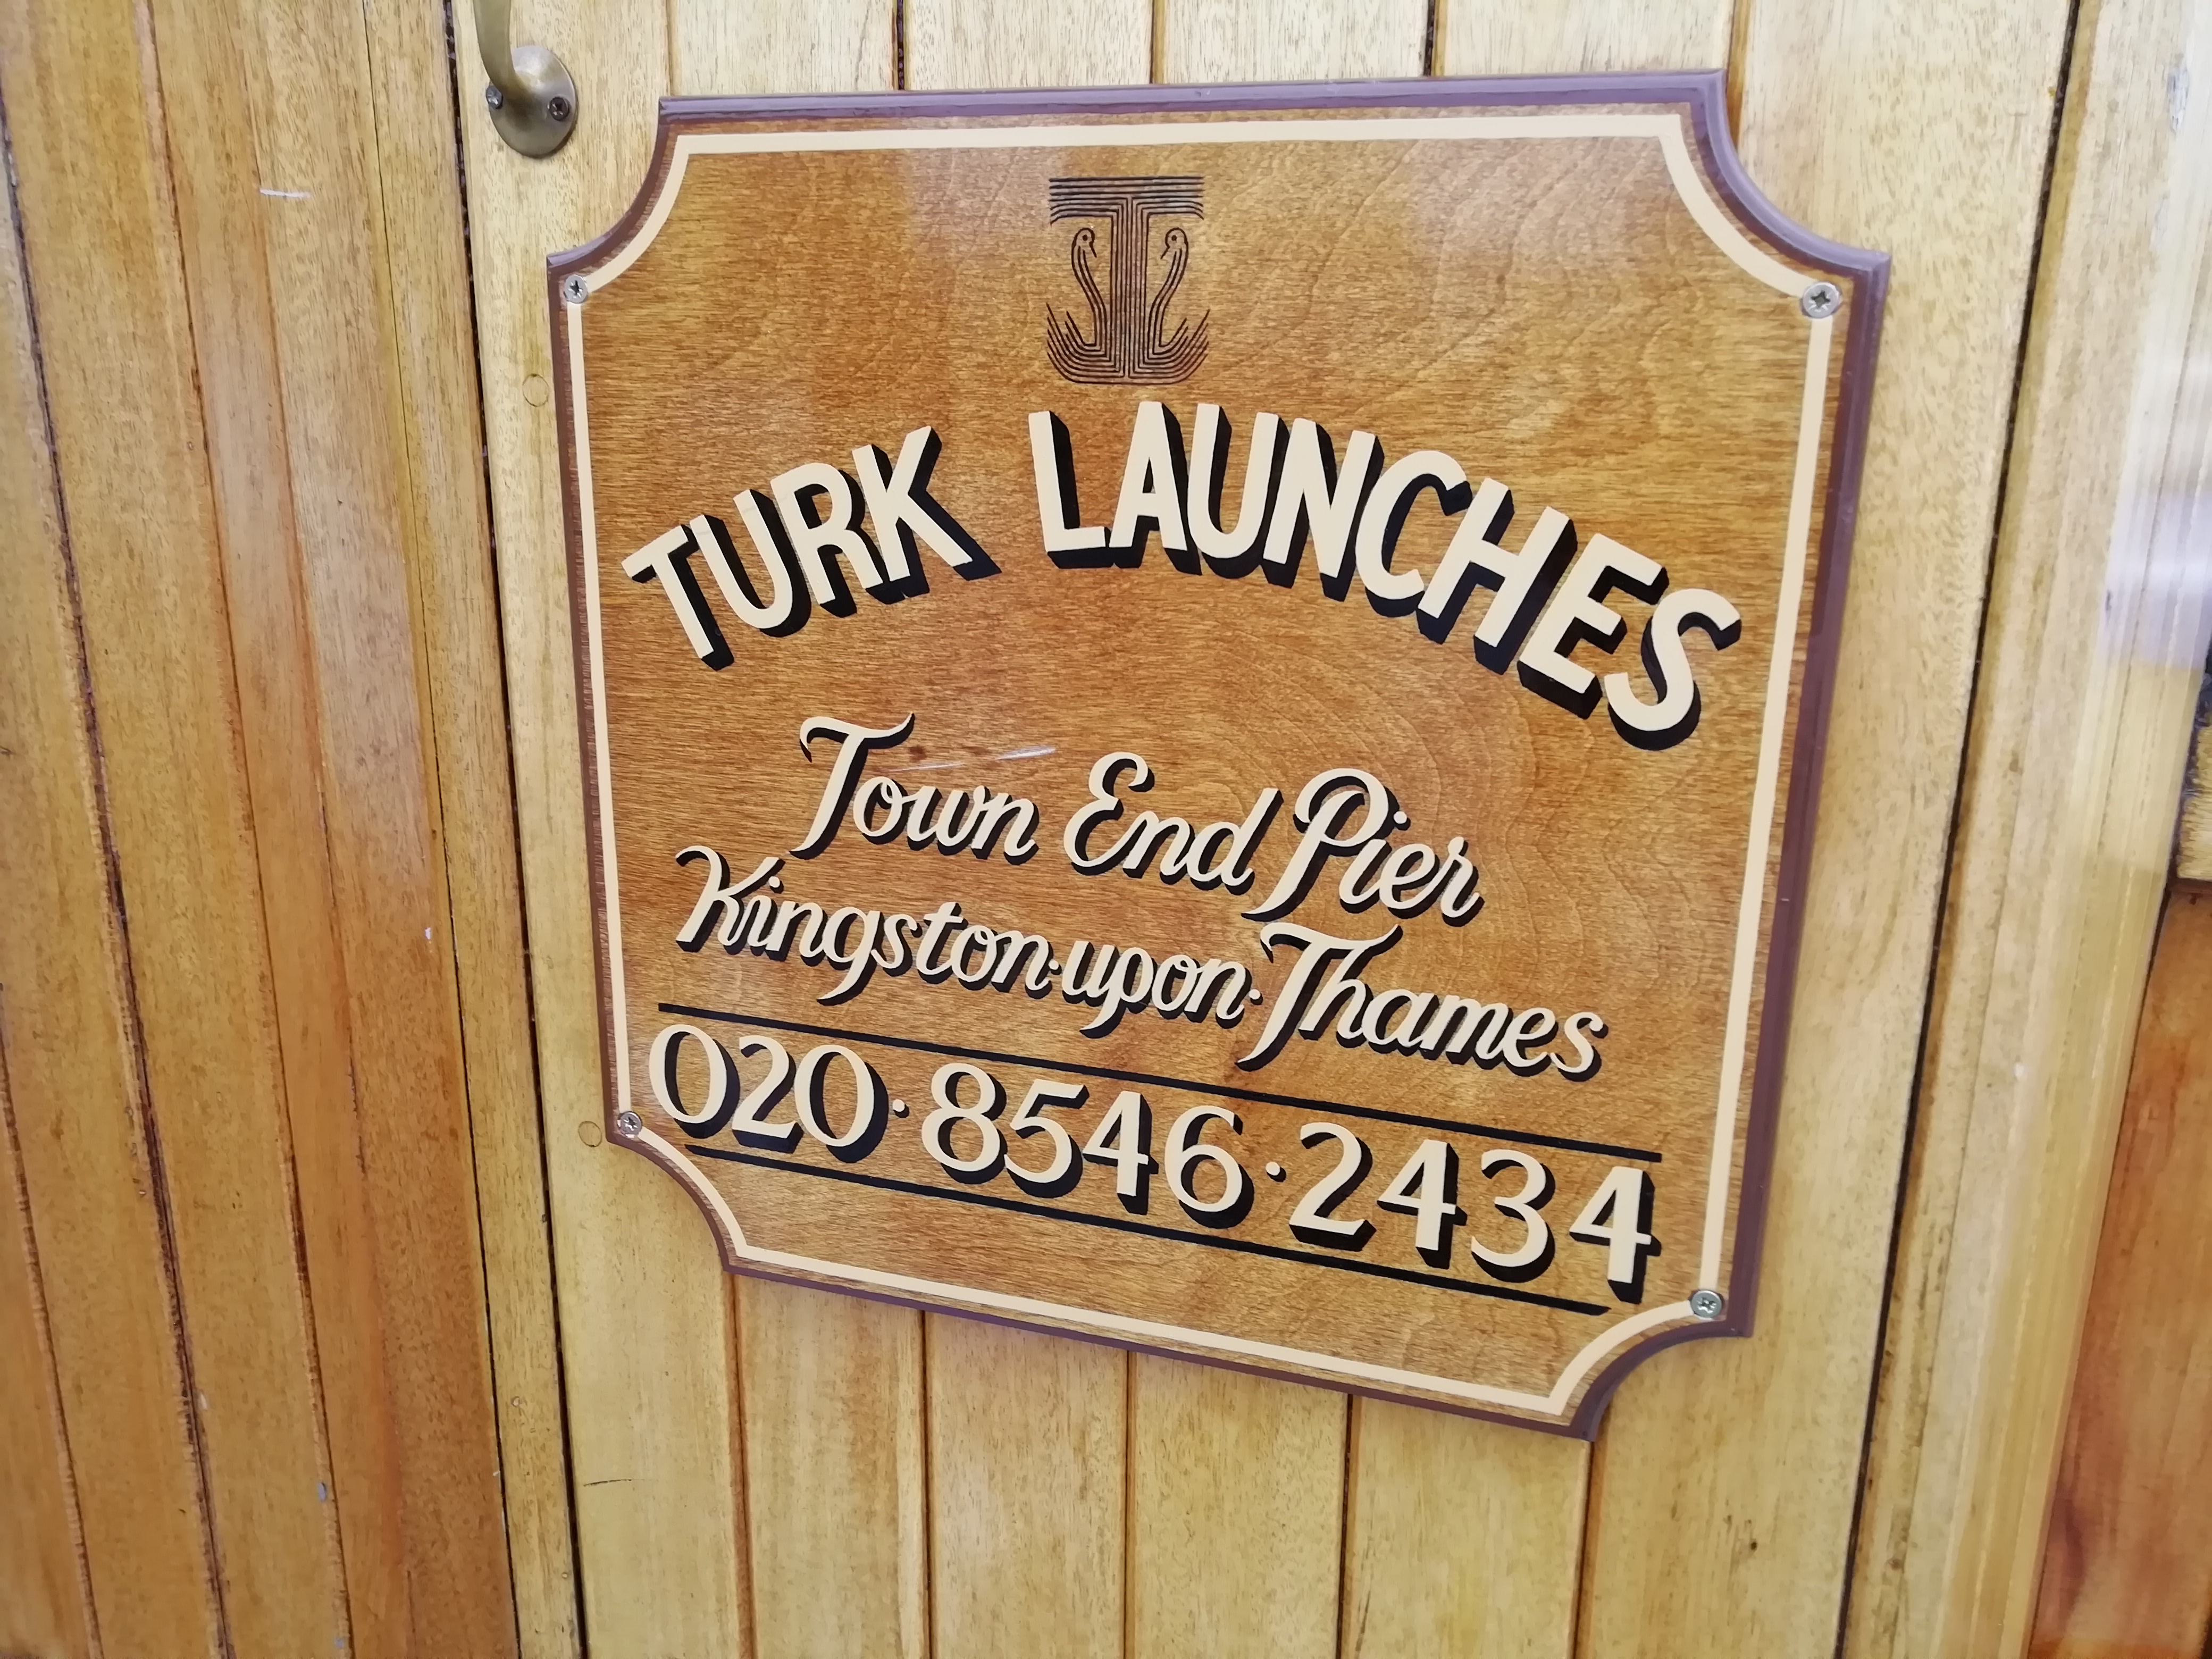 TURK LAUNCHES
Town End Pier
Kingston·upon·Thames
020·8546·2434